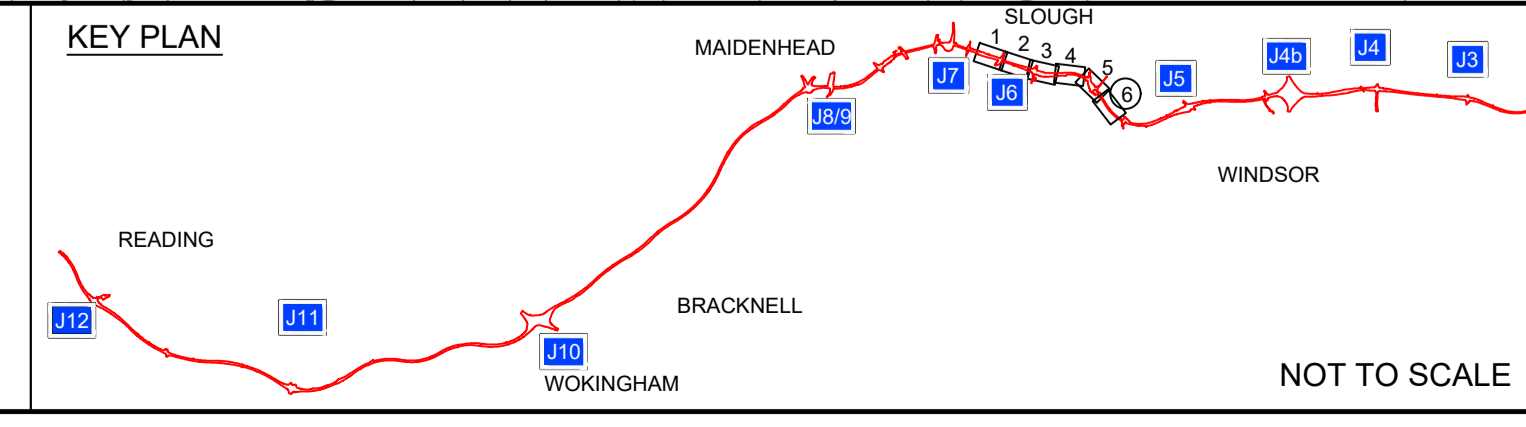 KEY PLAN
SLOUGH
MAIDENHEAD
1
2
3
4
5
6
J7
J6
J5
J4b
J4
J3
J8/9
WINDSOR
READING
BRACKNELL
J12
J11
J10
WOKINGHAM
NOT TO SCALE